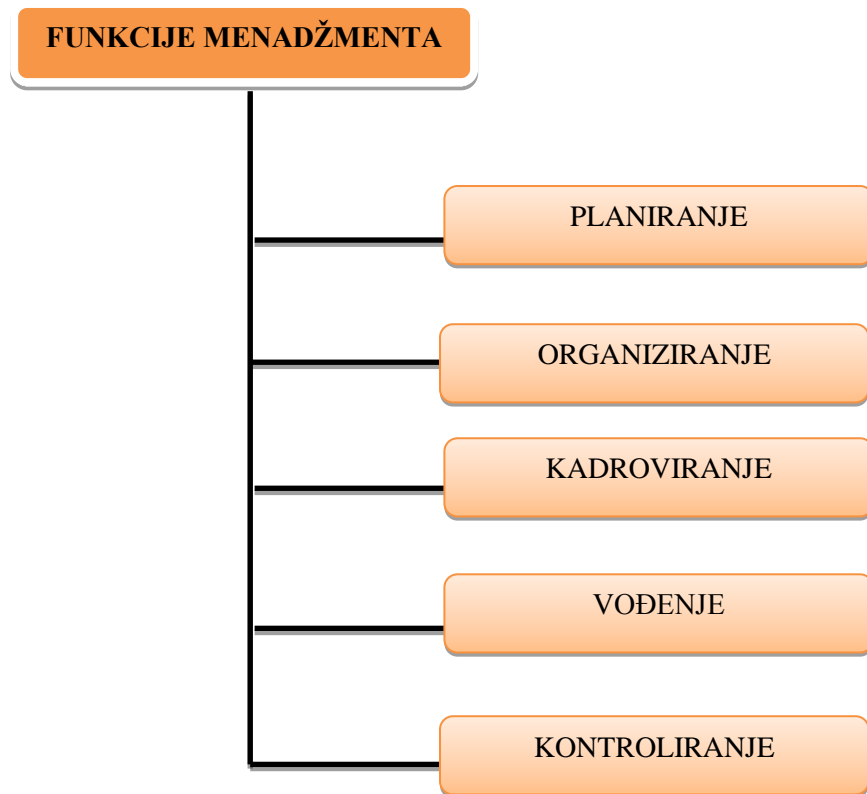 FUNKCIJE MENADŽMENTA
PLANIRANJE
ORGANIZIRANJE
KADROVIRANJE
VOĐENJE
KONTROLIRANJE